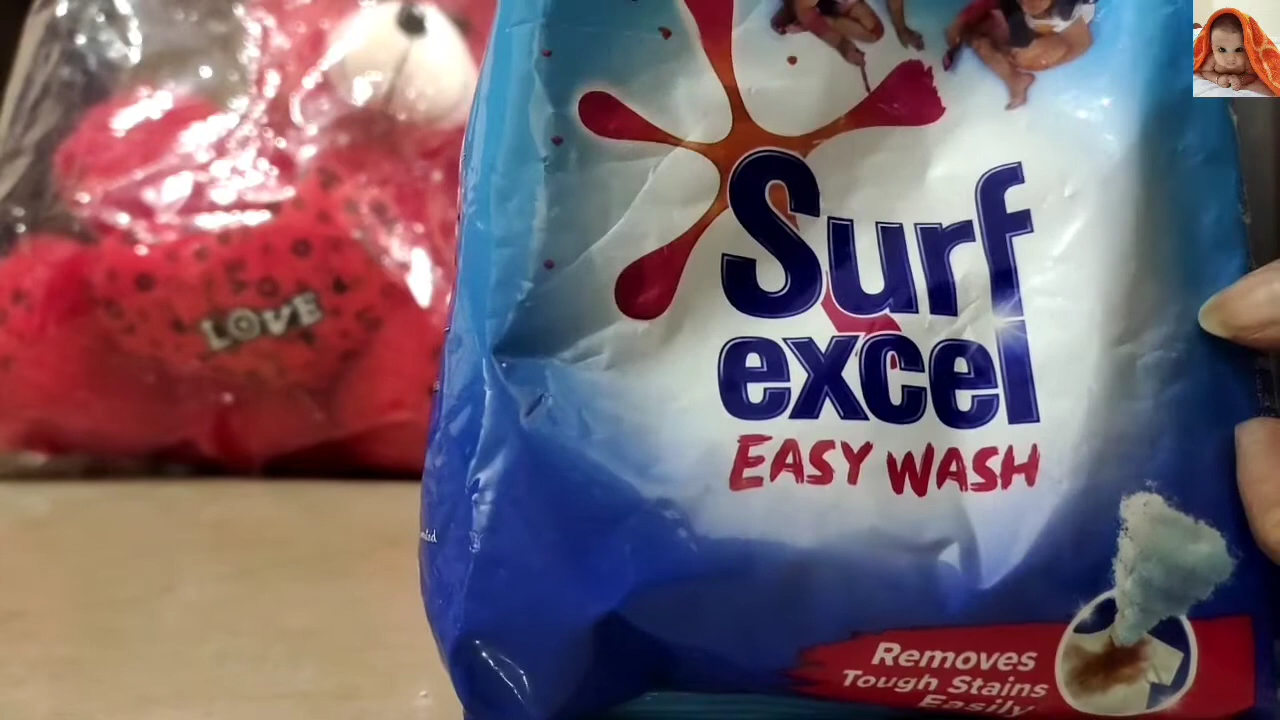 LOVE
Surf
excel
EASY WASH
Removes
Tough Stains
Easily